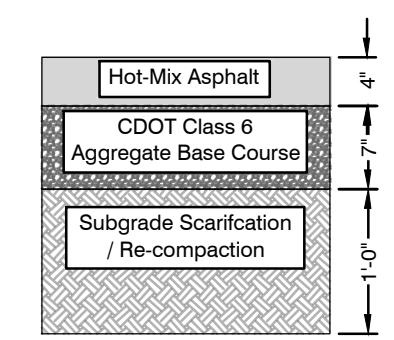 Hot-Mix Asphalt
4"
CDOT Class 6
Aggregate Base Course
7"
Subgrade Scarifcation
/ Re-compaction
1'-0"